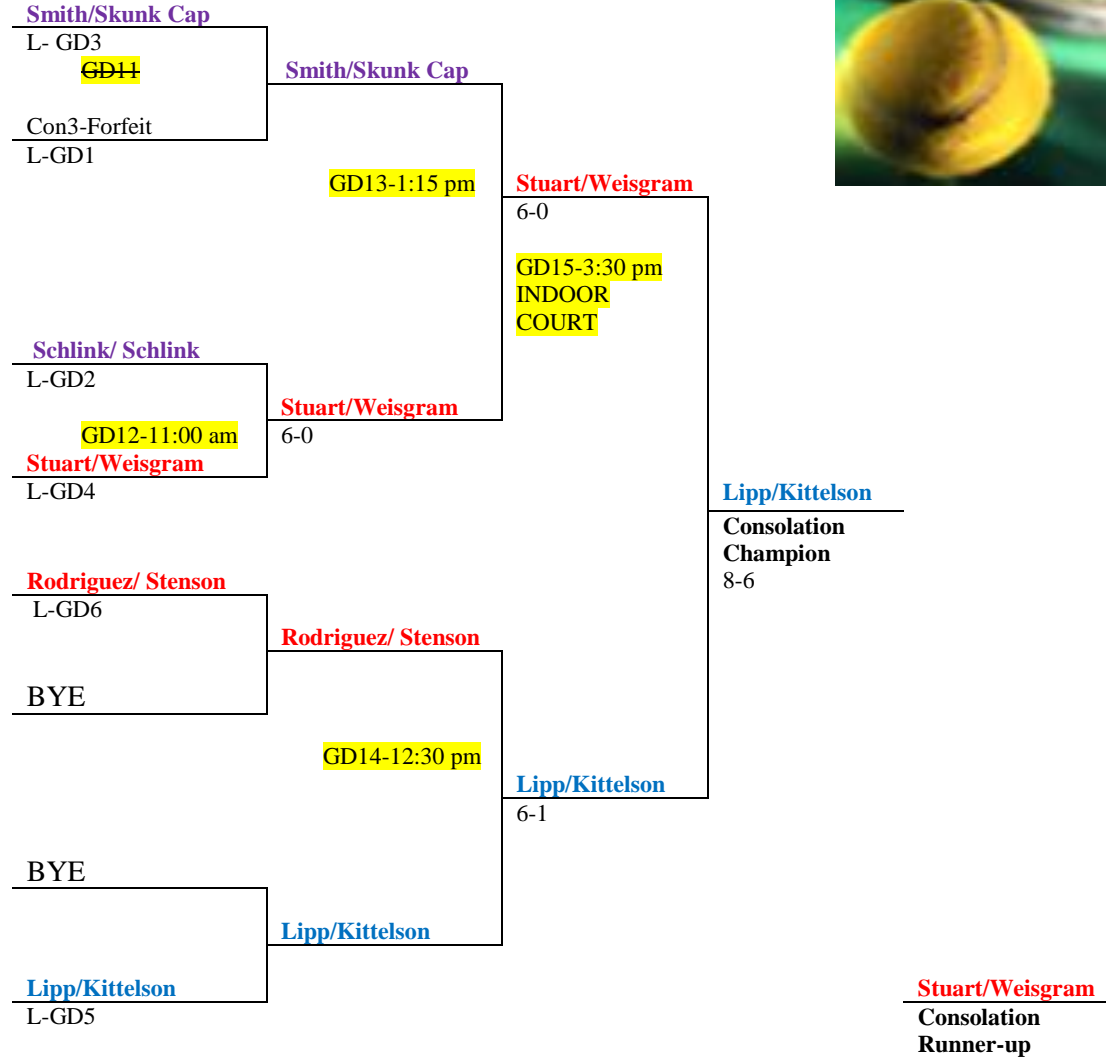 Smith/Skunk Cap
L- GD3
GD11
Smith/Skunk Cap
Con3-Forfeit
L-GD1
GD13-1:15 pm
Stuart/Weisgram
6-0
GD15-3:30 pm
INDOOR
COURT
Schlink/ Schlink
L-GD2
Stuart/Weisgram
GD12-11:00 am
6-0
Stuart/Weisgram
L-GD4
Lipp/Kittelson
Consolation
Champion
8-6
Rodriguez/ Stenson
L-GD6
Rodriguez/ Stenson
BYE
GD14-12:30 pm
Lipp/Kittelson
6-1
BYE
Lipp/Kittelson
Lipp/Kittelson
L-GD5
Stuart/Weisgram
Consolation
Runner-up